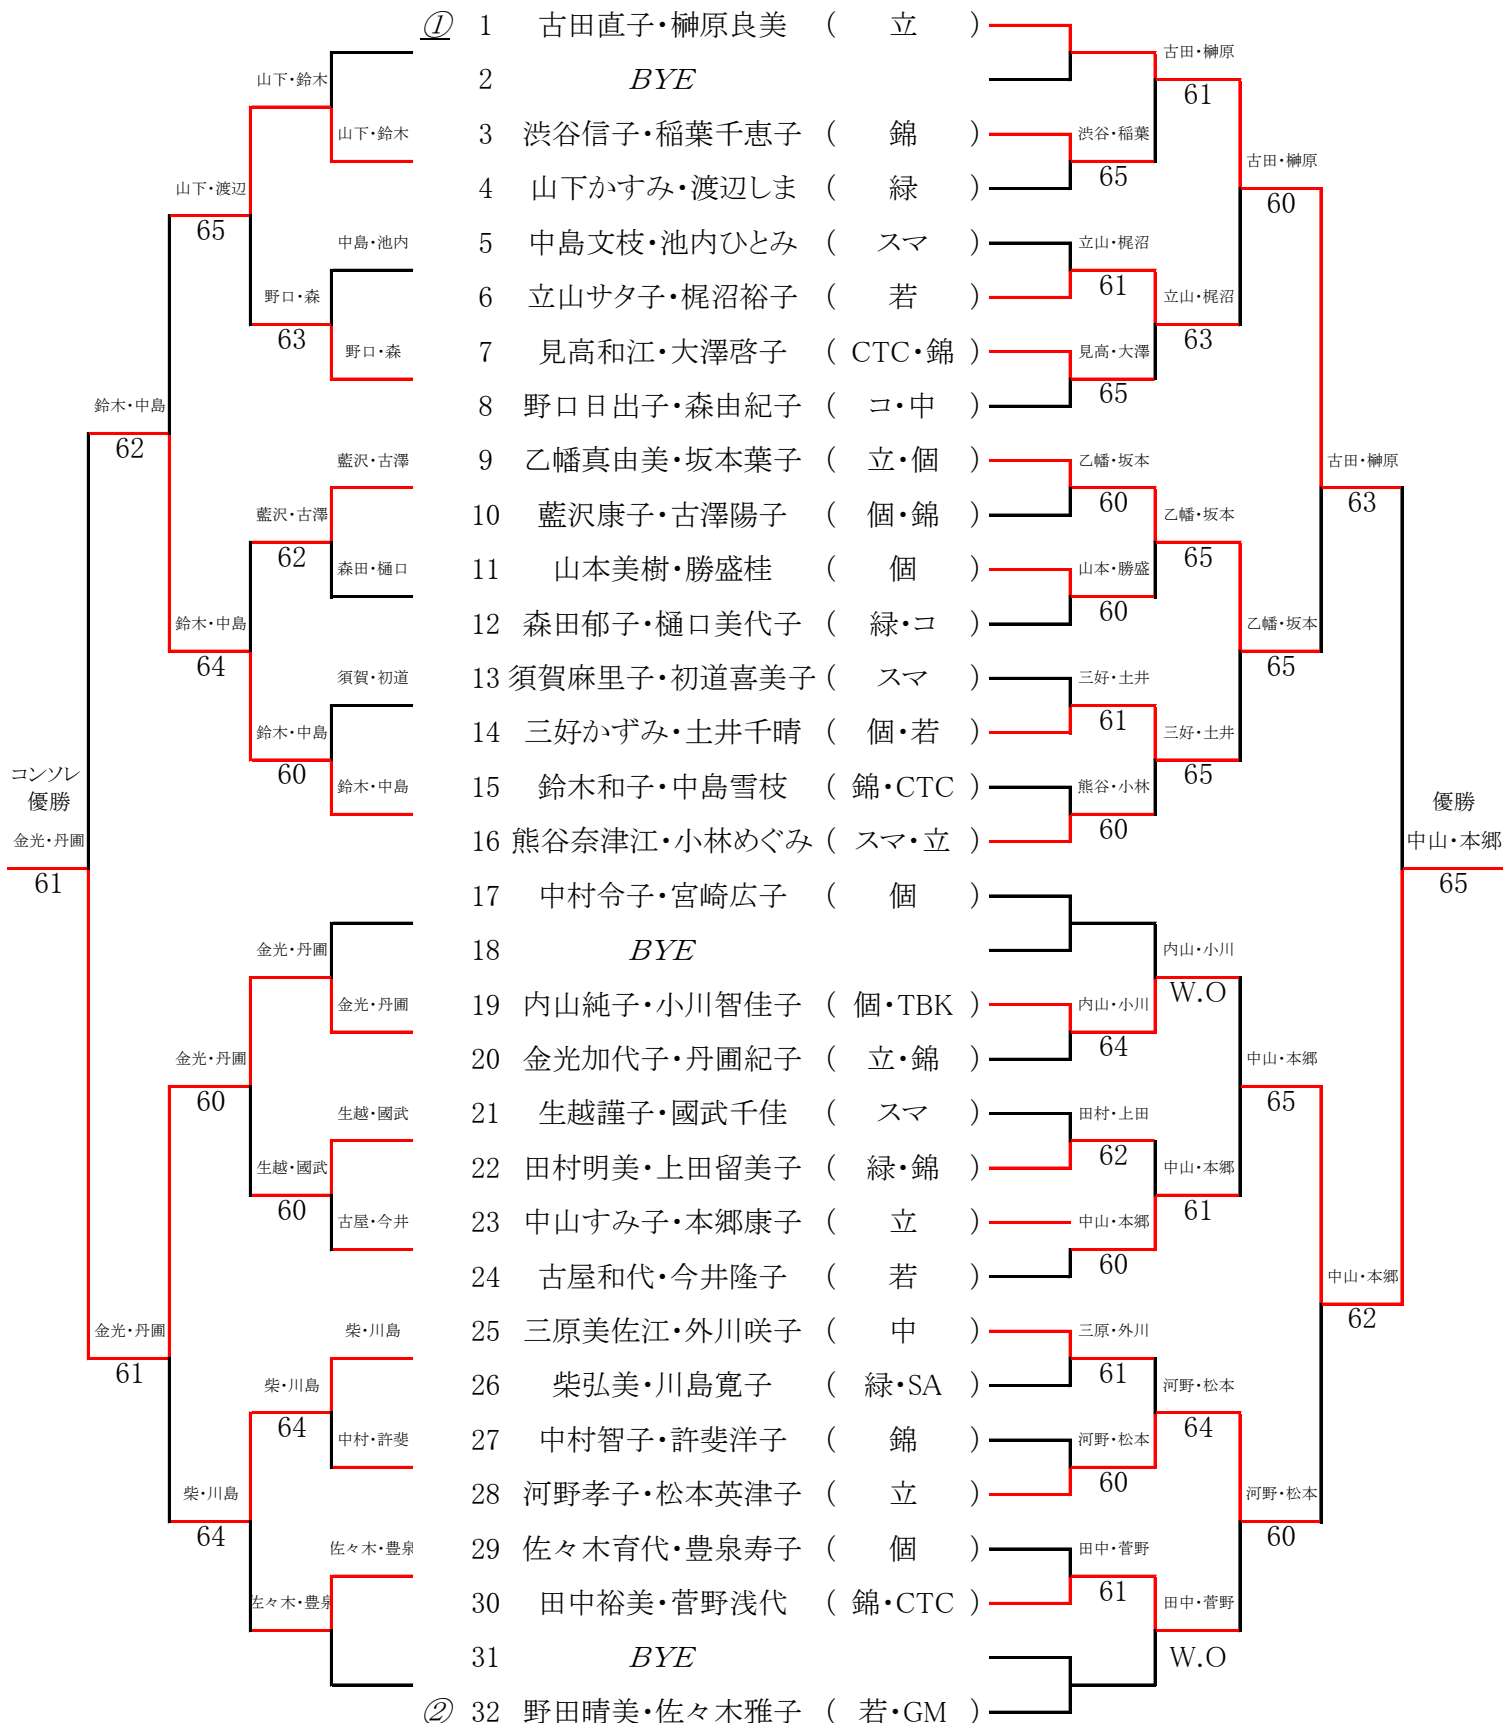 ① 1 古田直子・榊原良美 ( 立 )
2 BYE
3 渋谷信子・稲葉千恵子 ( 錦 )
4 山下かすみ・渡辺しま ( 緑 )
5 中島文枝・池内ひとみ ( スマ )
6 立山サタ子・梶沼裕子 ( 若 )
7 見高和江・大澤啓子 ( CTC・錦 )
8 野口日出子・森由紀子 ( コ・中 )
9 乙幡真由美・坂本葉子 ( 立・個 )
10 藍沢康子・古澤陽子 ( 個・錦 )
11 山本美樹・勝盛桂 ( 個 )
12 森田郁子・樋口美代子 ( 緑・コ )
13 須賀麻里子・初道喜美子 ( スマ )
14 三好かずみ・土井千晴 ( 個・若 )
15 鈴木和子・中島雪枝 ( 錦・CTC )
16 熊谷奈津江・小林めぐみ ( スマ・立 )
17 中村令子・宮崎広子 ( 個 )
18 BYE
19 内山純子・小川智佳子 ( 個・TBK )
20 金光加代子・丹圃紀子 ( 立・錦 )
21 生越謹子・國武千佳 ( スマ )
22 田村明美・上田留美子 ( 緑・錦 )
23 中山すみ子・本郷康子 ( 立 )
24 古屋和代・今井隆子 ( 若 )
25 三原美佐江・外川咲子 ( 中 )
26 柴弘美・川島寛子 ( 緑・SA )
27 中村智子・許斐洋子 ( 錦 )
28 河野孝子・松本英津子 ( 立 )
29 佐々木育代・豊泉寿子 ( 個 )
30 田中裕美・菅野浅代 ( 錦・CTC )
31 BYE
② 32 野田晴美・佐々木雅子 ( 若・GM )
古田・榊原
61
渋谷・稲葉
65
古田・榊原
60
立山・梶沼
61
立山・梶沼
63
見高・大澤
65
乙幡・坂本
60
古田・榊原
63
乙幡・坂本
65
山本・勝盛
60
乙幡・坂本
65
三好・土井
61
三好・土井
65
熊谷・小林
60
優勝
中山・本郷
65
内山・小川
W.O
内山・小川
64
中山・本郷
65
田村・上田
62
中山・本郷
61
中山・本郷
60
中山・本郷
62
三原・外川
61
河野・松本
64
河野・松本
60
河野・松本
60
田中・菅野
61
田中・菅野
W.O
山下・鈴木
山下・鈴木
山下・渡辺
65
中島・池内
野口・森
63
野口・森
鈴木・中島
62
藍沢・古澤
藍沢・古澤
62
森田・樋口
鈴木・中島
64
須賀・初道
鈴木・中島
60
鈴木・中島
コンソレ
優勝
金光・丹圃
61
金光・丹圃
金光・丹圃
金光・丹圃
60
生越・國武
生越・國武
60
古屋・今井
金光・丹圃
61
柴・川島
柴・川島
64
中村・許斐
柴・川島
64
佐々木・豊泉
佐々木・豊泉